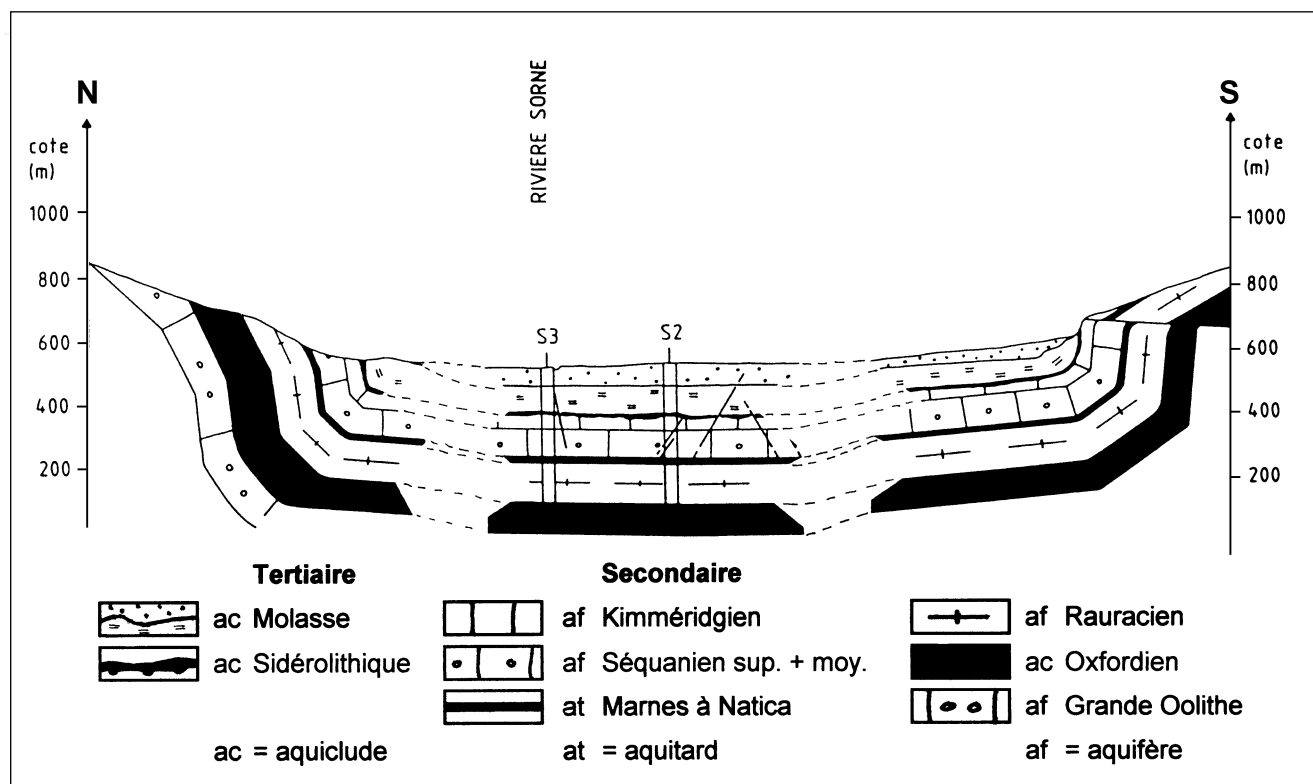 RIVIERE SORNE
N
S
cote
(m)
cote
(m)
1000
1000
800
800
S3
S2
600
600
400
400
200
200
Tertiaire
Secondaire
ac Molasse
af Kimméridgien
af Rauracien
ac Sidérolithique
af Séquanien sup. + moy.
ac Oxfordien
at Marnes à Natica
af Grande Oolithe
ac = aquiclude
at = aquitard
af = aquifère